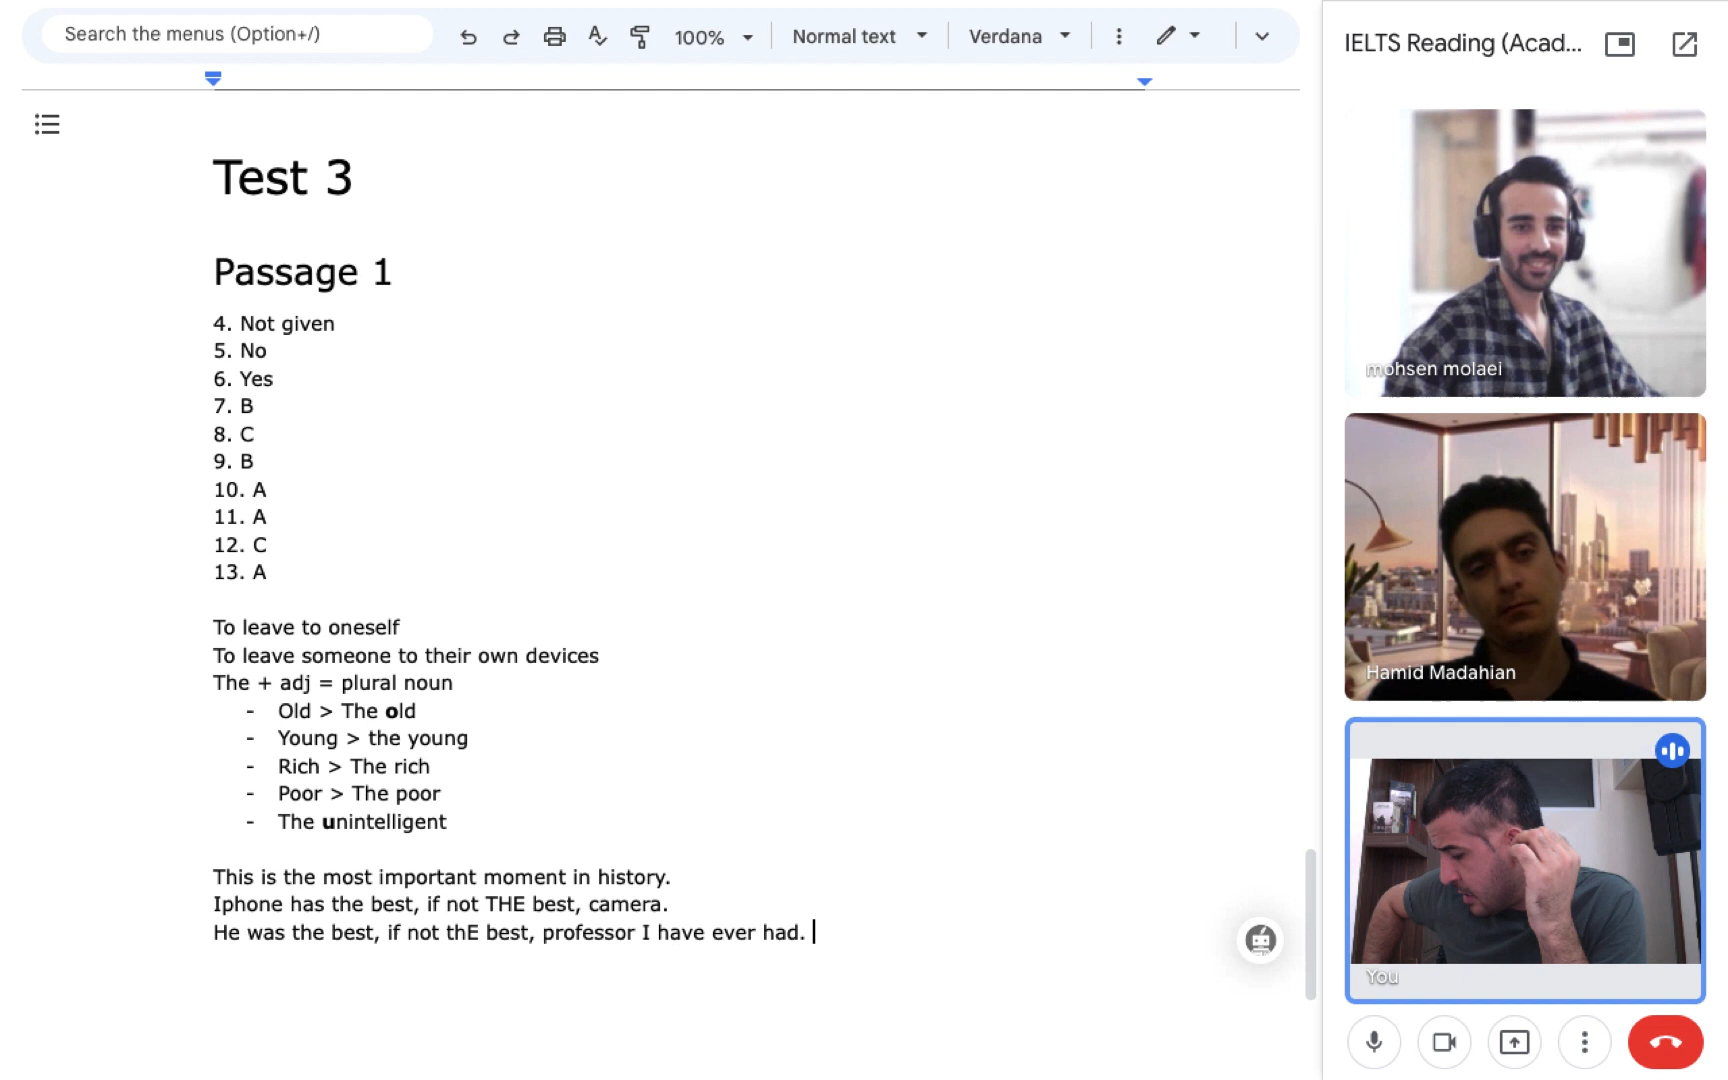 Search the menus (Option+/)
100%
Normal text
Verdana
IELTS Reading (Acad...
Test 3
Passage 1
4. Not given
5. No
6. Yes
7. B
8. C
9. B
10. A
11. A
12. C
13. A
To leave to oneself
To leave someone to their own devices
The + adj = plural noun
- Old > The old
- Young > the young
- Rich > The rich
- Poor > The poor
- The unintelligent
This is the most important moment in history.
Iphone has the best, if not THE best, camera.
He was the best, if not thE best, professor I have ever had.
mohsen molaei
Hamid Madahian
You